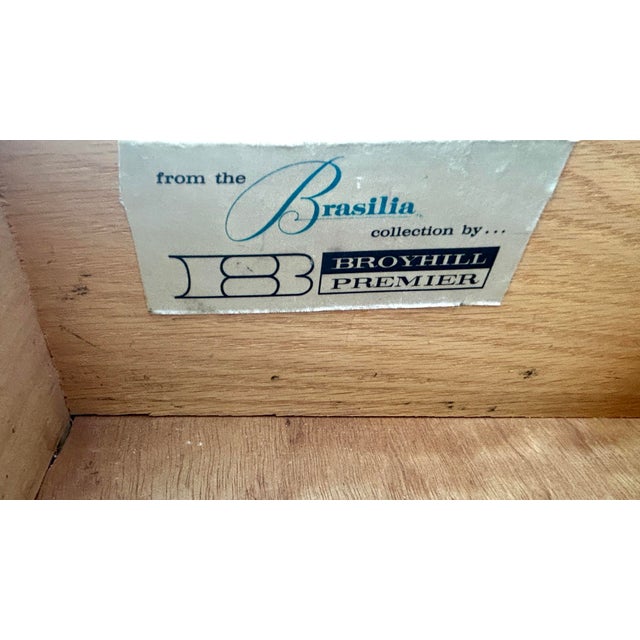 from the
Brasilia
collection by...
B BROYHILL
PREMIER